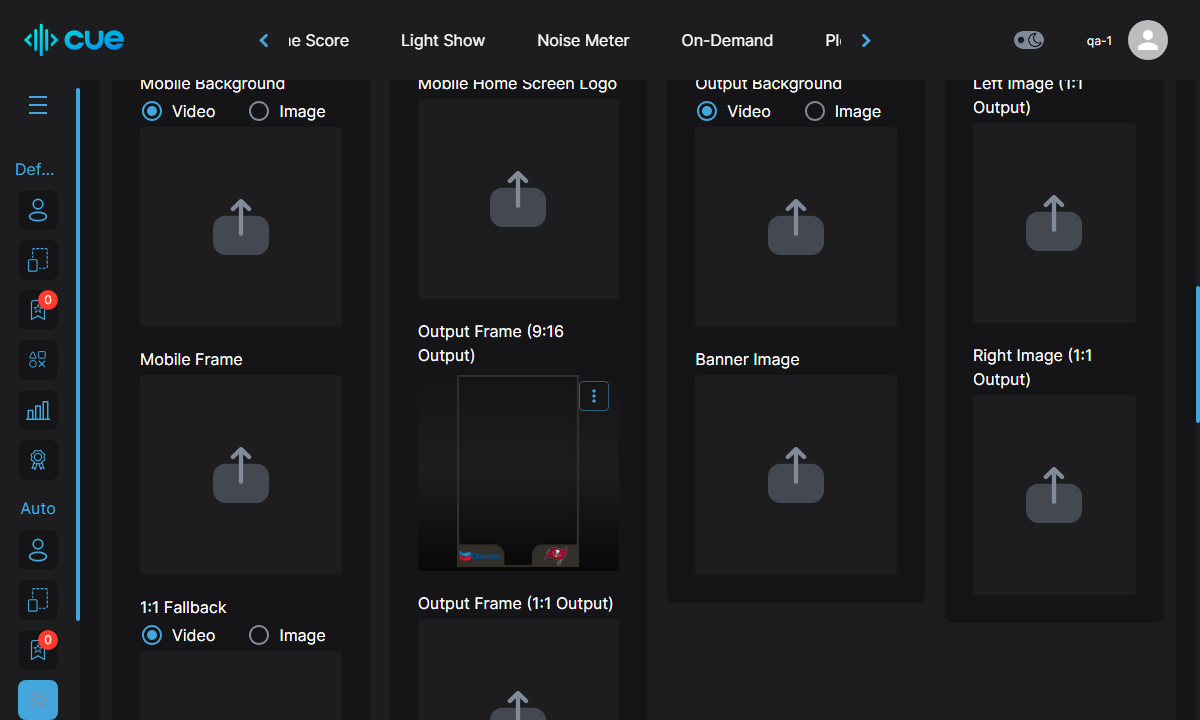 cue
ne Score
Light Show
Noise Meter
On-Demand
Pl
qa-1
Def...
0
Auto
0
Mobile Background
Video
Image
Mobile Frame
1:1 Fallback
Video
Image
Mobile Home Screen Logo
Output Frame (9:16
Output)
Output Frame (1:1 Output)
Output Background
Video
Image
Banner Image
Left Image (1:1
Output)
Right Image (1:1
Output)